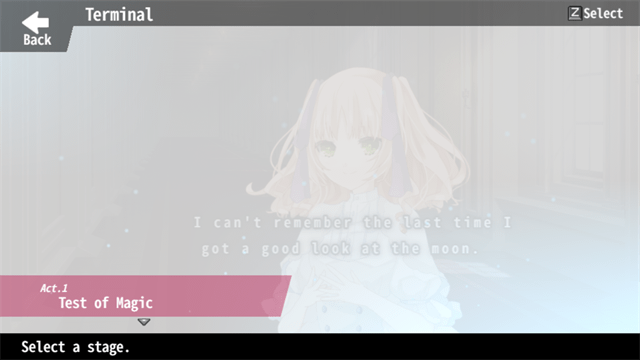 Terminal
Z Select
Back
I can't remember the last time I
got a good look at the moon.
Act.1
Test of Magic
Select a stage.